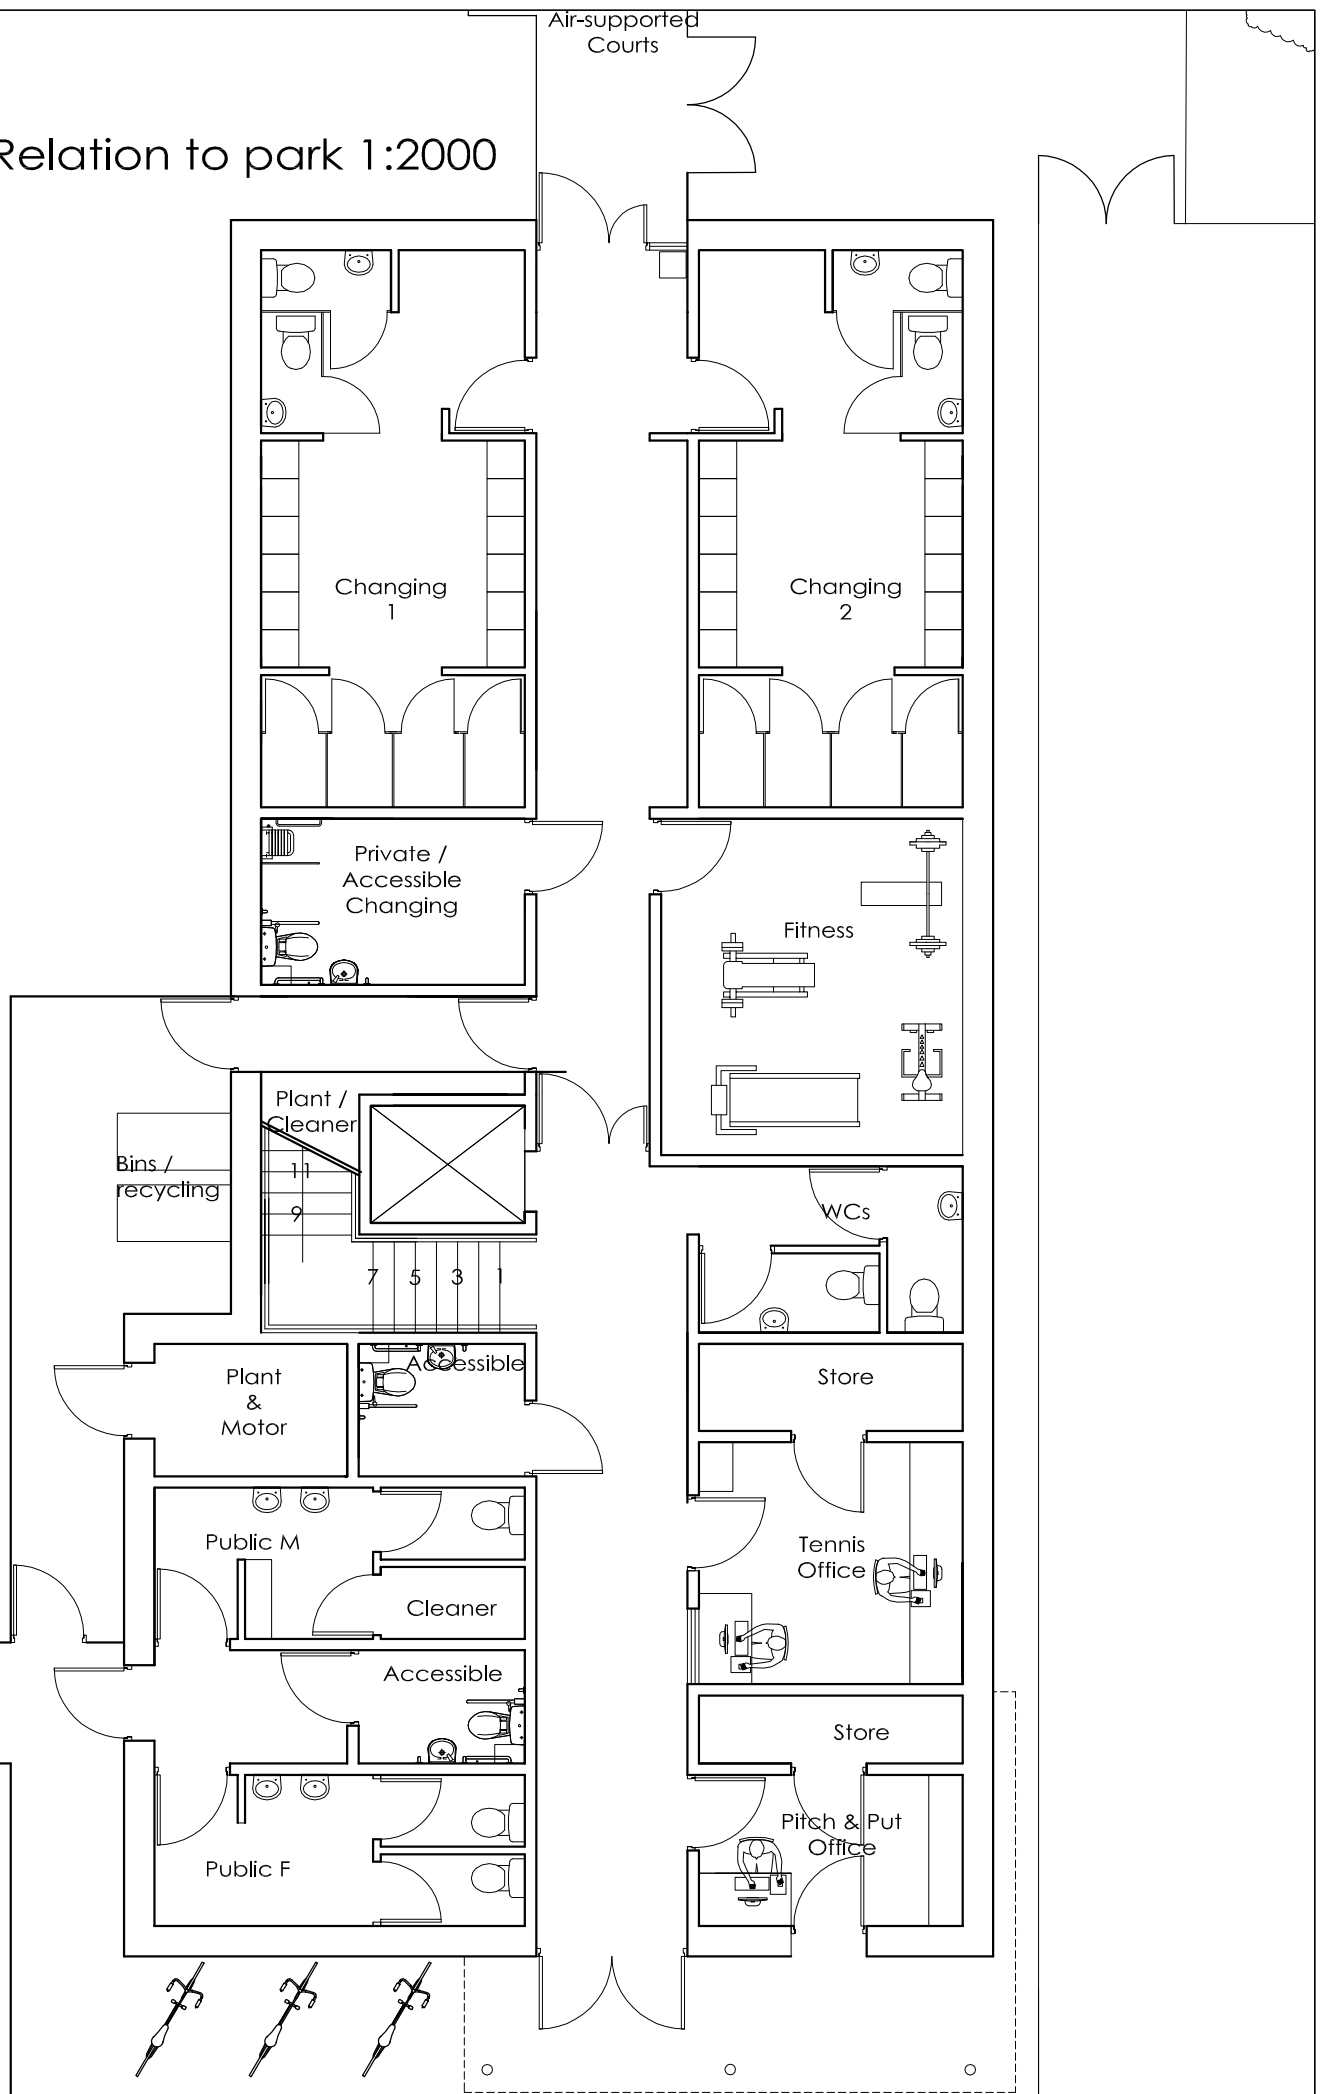 Air-supported
Courts
Relation to park 1:2000
Changing
1
Changing
2
Private /
Accessible
Changing
Fitness
Plant /
Cleaner
Bins /
recycling
11
9
WCs
7 5 3 1
Accessible
Plant
&
Motor
Store
Public M
Tennis
Office
Cleaner
Accessible
Store
Pitch & Put
Office
Public F